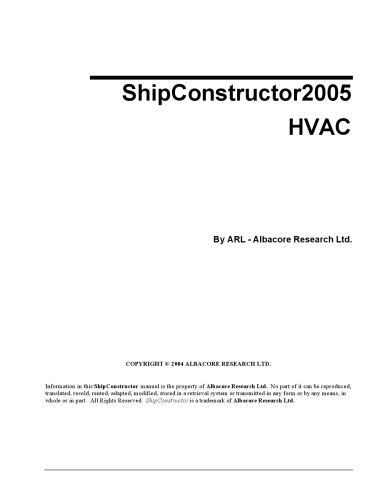 ShipConstructor2005
HVAC
By ARL - Albacore Research Ltd.
COPYRIGHT © 2004 ALBACORE RESEARCH LTD.
Information in this ShipConstructor manual is the property of Albacore Research Ltd. No part of it can be reproduced,
translated, resold, rented, adapted, modified, stored in a retrieval system or transmitted in any form or by any means, in
whole or in part. All Rights Reserved. ShipConstructor is a trademark of Albacore Research Ltd.